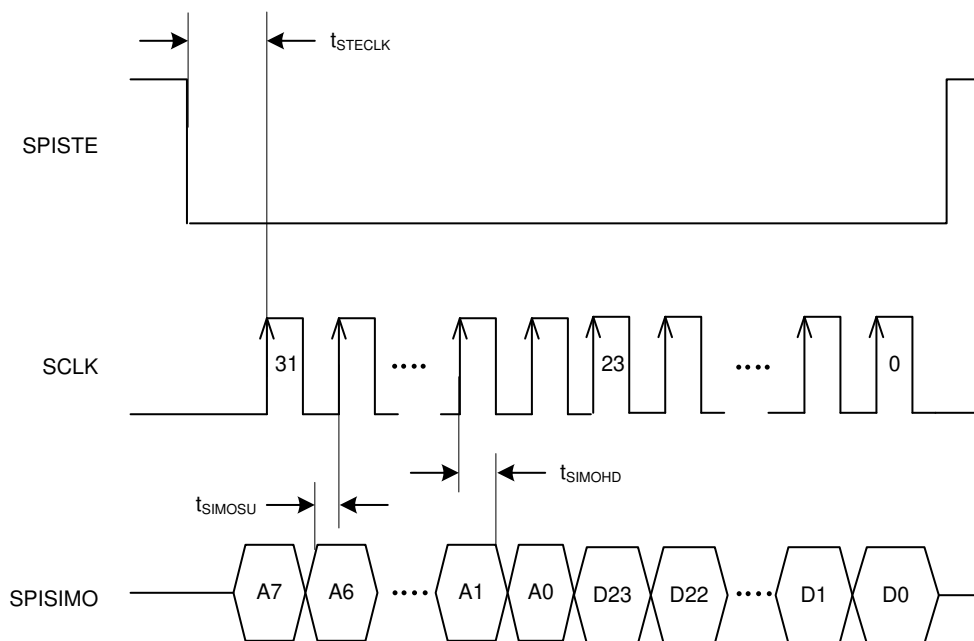 tSTECLK
SPISTE
SCLK
31
....
23
....
0
tSIMOSU
tSIMOHD
SPISIMO
A7
A6
....
A1
A0
D23
D22
....
D1
D0